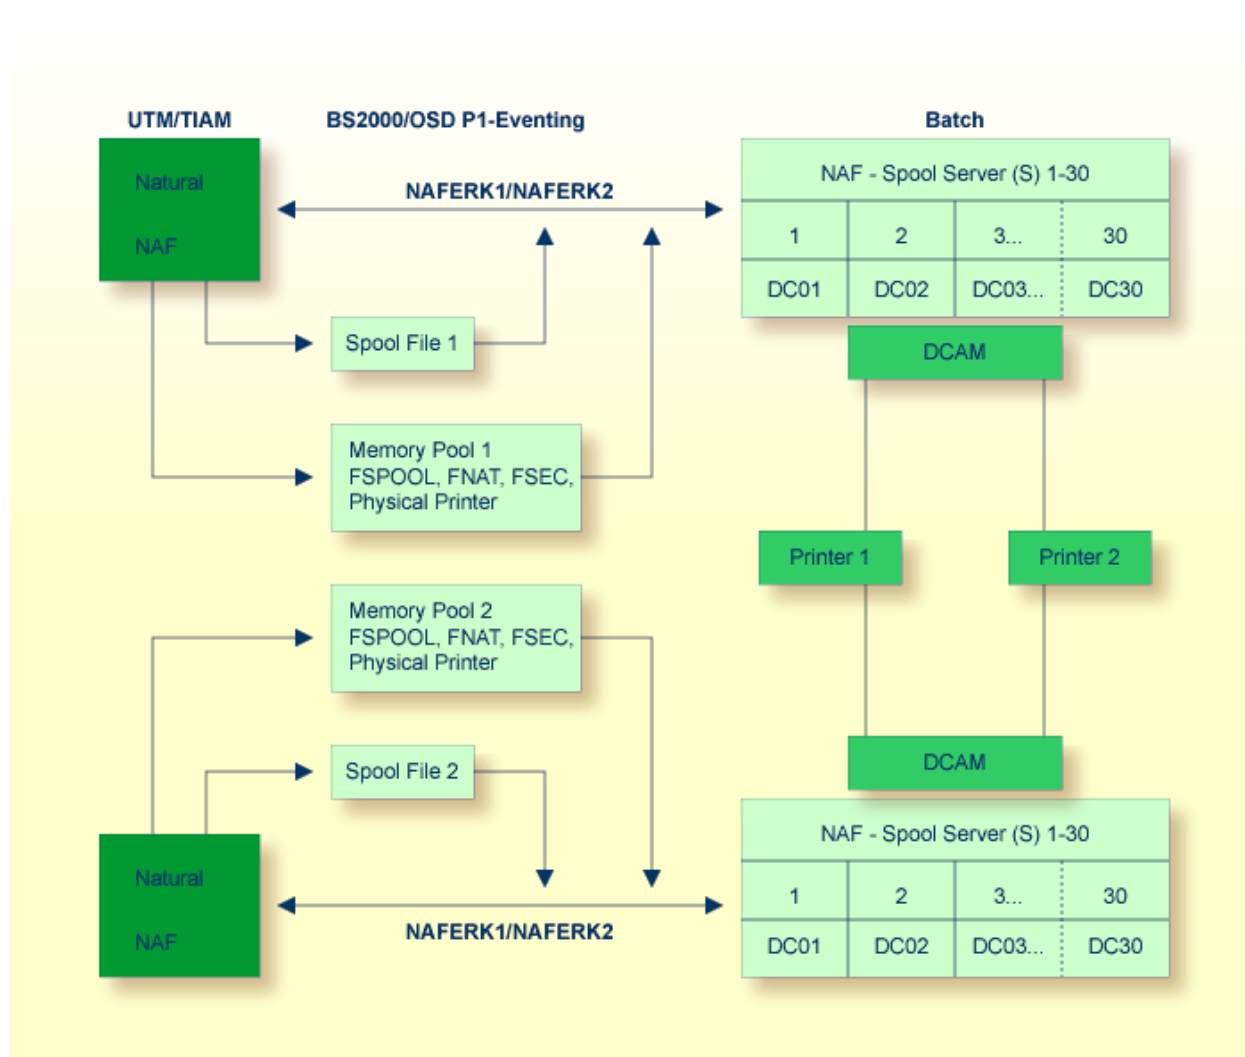 UTM/TIAM
BS2000/OSD P1-Eventing
Batch
Natural
NAF
NAFERK1/NAFERK2
NAF - Spool Server (S) 1-30
1
2
3...
30
DC01
DC02
DC03...
DC30
Spool File 1
DCAM
Memory Pool 1
FSPOOL, FNAT, FSEC,
Physical Printer
Printer 1
Printer 2
Memory Pool 2
FSPOOL, FNAT, FSEC,
Physical Printer
Spool File 2
DCAM
Natural
NAF
NAFERK1/NAFERK2
NAF - Spool Server (S) 1-30
1
2
3...
30
DC01
DC02
DC03...
DC30